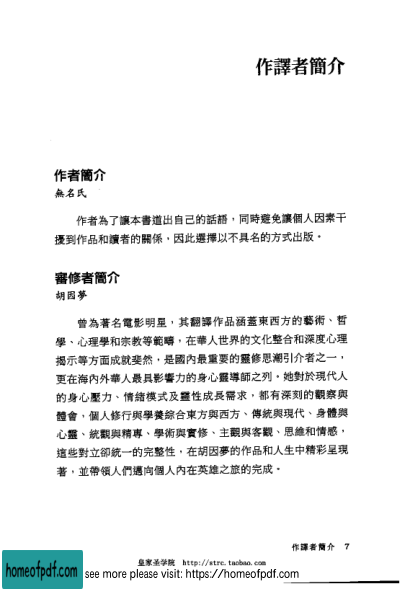 作譯者簡介
作者簡介
無名氏
作者為了讓本書道出自己的話語，同時避免讓個人因素干
擾到作品和讀者的關係，因此選擇以不具名的方式出版。
審修者簡介
胡因夢
曾為著名電影明星，其翻譯作品涵蓋東西方的藝術、哲
學、心理學和宗教等範疇，在華人世界的文化整合和深度心理
揭示等方面成就斐然，是國內最重要的靈修思潮引介者之一，
更在海內外華人最具影響力的身心靈導師之列。她對於現代人
的身心壓力、情緒模式及靈性成長需求，都有深刻的觀察與
體會，個人修行與學養綜合東方與西方、傳統與現代、身體與
心靈、統觀與精專、學術與實修、主觀與客觀、思維和情感，
這些對立卻統一的完整性，在胡因夢的作品和人生中精彩呈現
著，並帶領人們邁向個人內在英雄之旅的完成。
作譯者簡介 7
皇家圣学院 http://strc.taobao.com
homeofpdf.com
see more please visit: https://homeofpdf.com